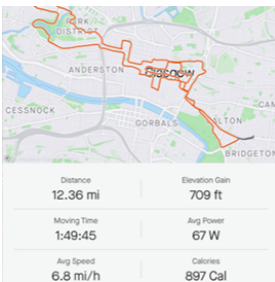 PARK
DISTRICT
ANDERSTON
Glasgow
CESSNOCK
GORBALS
CALTON
CAM
BRIDGETON
Distance
Elevation Gain
12.36 mi
709 ft
Moving Time
Avg Power
1:49:45
67 W
Avg Speed
Calories
6.8 mi/h
897 Cal